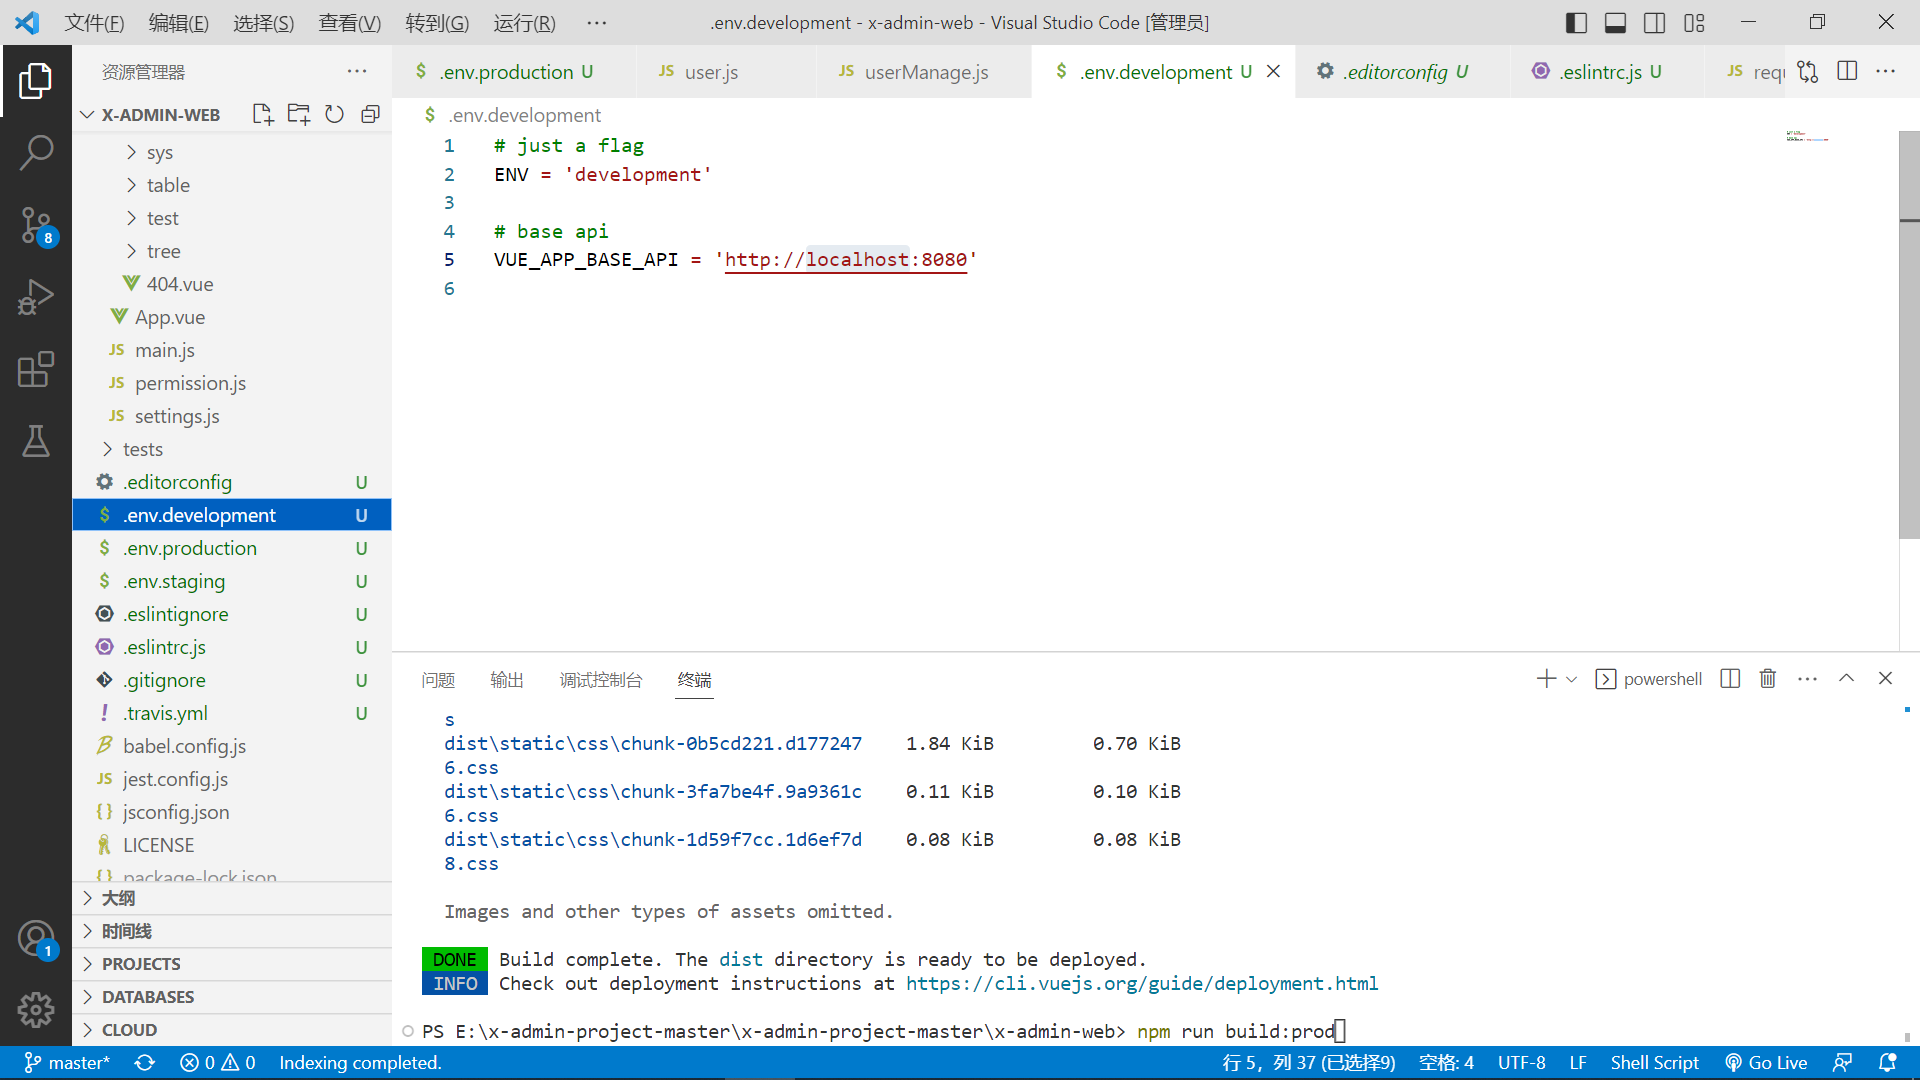 文件(F) 编辑(E) 选择(S) 查看(V) 转到(G) 运行(R) ··· .env.development - x-admin-web - Visual Studio Code [管理员]
资源管理器 ···
X-ADMIN-WEB
sys
table
test
tree
404.vue
App.vue
JS main.js
JS permission.js
JS settings.js
tests
.editorconfig U
$ .env.development U
$ .env.production U
$ .env.staging U
.eslintignore U
.eslintrc.js U
.gitignore U
! .travis.yml U
babel.config.js
JS jest.config.js
{} jsconfig.json
LICENSE
{} package-lock.json
大纲
时间线
PROJECTS
DATABASES
CLOUD
8
1
$ .env.production U JS user.js JS userManage.js $ .env.development U .editorconfig U .eslintrc.js U JS requ
$ .env.development
1 # just a flag
2 ENV = 'development'
3
4 # base api
5 VUE_APP_BASE_API = 'http://localhost:8080'
6
问题 输出 调试控制台 终端 powershell
s
dist\static\css\chunk-0b5cd221.d177247 1.84 KiB 0.70 KiB
6.css
dist\static\css\chunk-3fa7be4f.9a9361c 0.11 KiB 0.10 KiB
6.css
dist\static\css\chunk-1d59f7cc.1d6ef7d 0.08 KiB 0.08 KiB
8.css
Images and other types of assets omitted.
DONE Build complete. The dist directory is ready to be deployed.
INFO Check out deployment instructions at https://cli.vuejs.org/guide/deployment.html
PS E:\x-admin-project-master\x-admin-project-master\x-admin-web> npm run build:prod
master* 0 0 Indexing completed. 行 5，列 37 (已选择9) 空格: 4 UTF-8 LF Shell Script Go Live